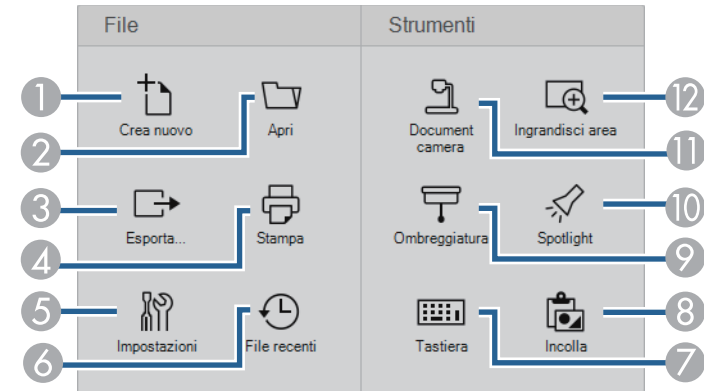 File Strumenti
1 Crea nuovo
2 Apri
3 Esporta...
4 Stampa
5 Impostazioni
6 File recenti
12 Ingrandisci area
11 Document
camera
10 Spotlight
9 Ombreggiatura
8 Incolla
7 Tastiera